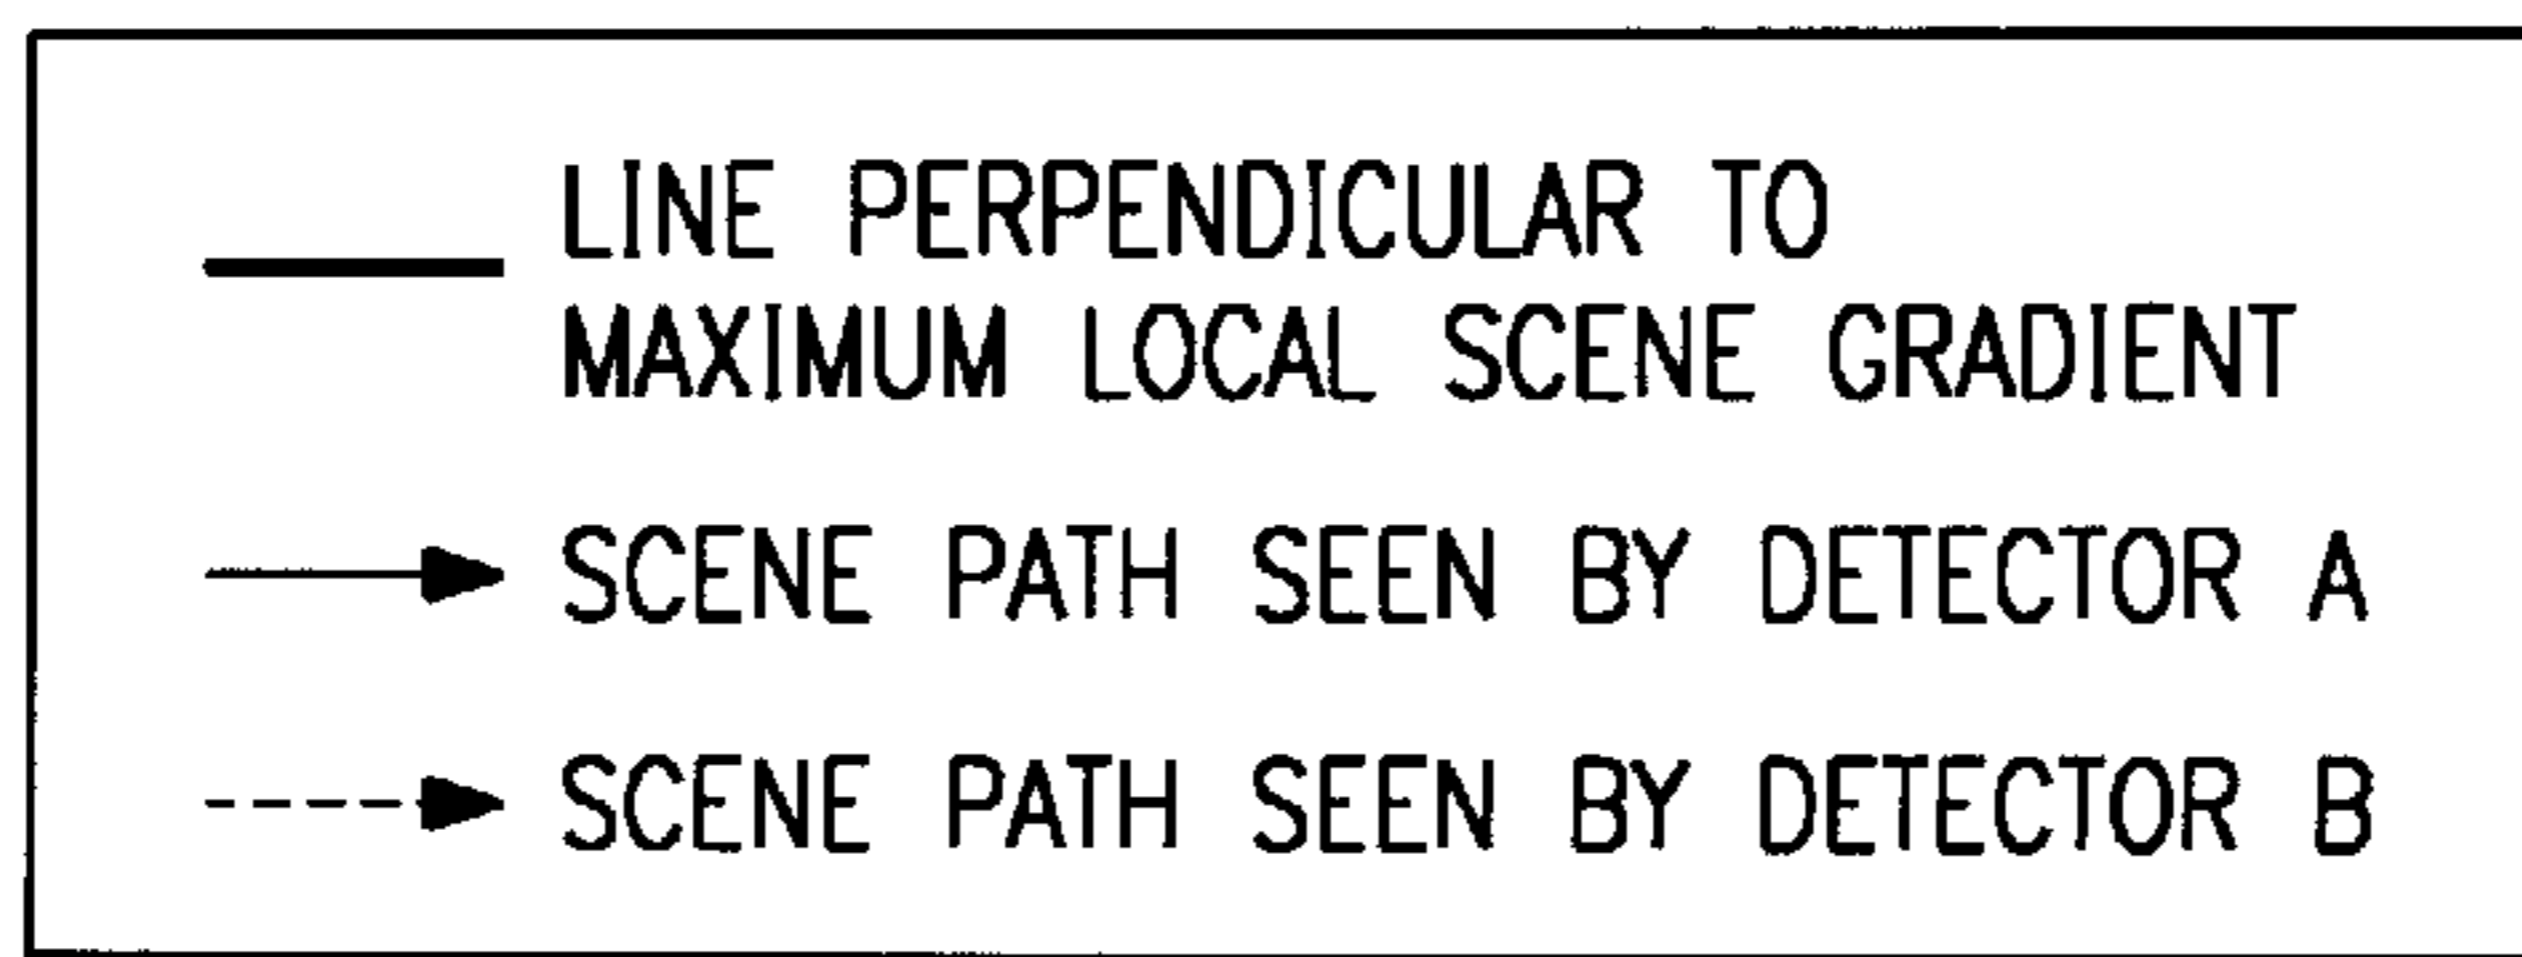 LINE PERPENDICULAR TO
MAXIMUM LOCAL SCENE GRADIENT
SCENE PATH SEEN BY DETECTOR A
SCENE PATH SEEN BY DETECTOR B